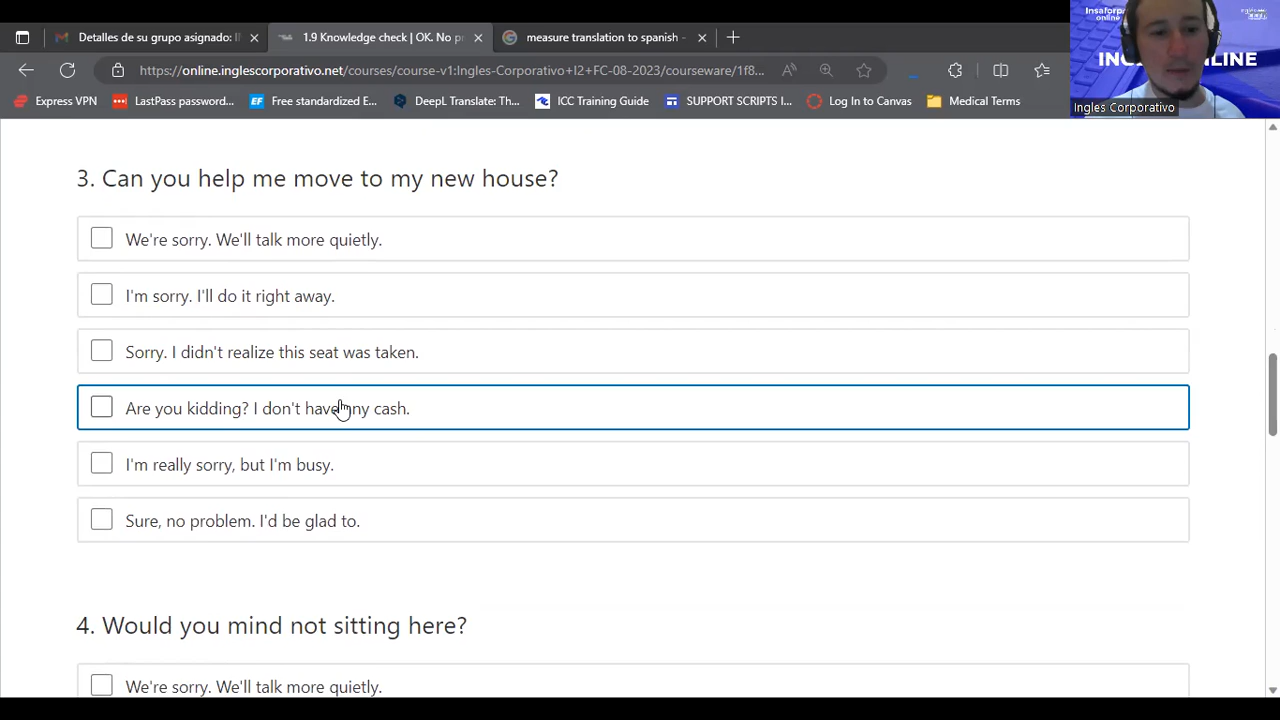 Detalles de su grupo asignado: II
1.9 Knowledge check | OK. No pr
measure translation to spanish -
https://online.inglescorporativo.net/courses/course-v1:Ingles-Corporativo+I2+FC-08-2023/courseware/1f8...
Express VPN
LastPass password...
Free standardized E...
DeepL Translate: Th...
ICC Training Guide
SUPPORT SCRIPTS I...
Log In to Canvas
Medical Terms
Insaforp
online
Ingles Corporativo
3. Can you help me move to my new house?
We're sorry. We'll talk more quietly.
I'm sorry. I'll do it right away.
Sorry. I didn't realize this seat was taken.
Are you kidding? I don't have any cash.
I'm really sorry, but I'm busy.
Sure, no problem. I'd be glad to.
4. Would you mind not sitting here?
We're sorry. We'll talk more quietly.